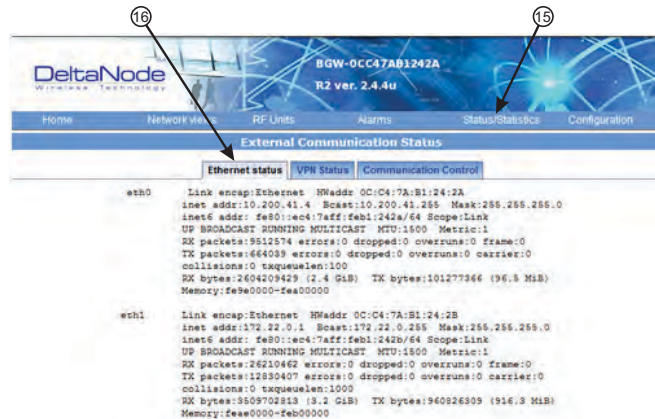 16 15
DeltaNode
Wireless Technology
BGW-0CC47AB1242A
R2 ver. 2.4.4u
Home Network views RF Units Alarms Status/Statistics Configuration
External Communication Status
Ethernet status VPN Status Communication Control
eth0 Link encap:Ethernet HWaddr 0C:C4:7A:B1:24:2A
inet addr:10.200.41.4 Bcast:10.200.41.255 Mask:255.255.255.0
inet6 addr: fe80::ec4:7aff:feb1:242a/64 Scope:Link
UP BROADCAST RUNNING MULTICAST MTU:1500 Metric:1
RX packets:9512574 errors:0 dropped:0 overruns:0 frame:0
TX packets:664039 errors:0 dropped:0 overruns:0 carrier:0
collisions:0 txqueuelen:100
RX bytes:2604209429 (2.4 GiB) TX bytes:101277366 (96.5 MiB)
Memory:fe9e0000-fea00000
eth1 Link encap:Ethernet HWaddr 0C:C4:7A:B1:24:2B
inet addr:172.22.0.1 Bcast:172.22.0.255 Mask:255.255.255.0
inet6 addr: fe80::ec4:7aff:feb1:242b/64 Scope:Link
UP BROADCAST RUNNING MULTICAST MTU:1500 Metric:1
RX packets:26210462 errors:0 dropped:0 overruns:0 frame:0
TX packets:12830407 errors:0 dropped:0 overruns:0 carrier:0
collisions:0 txqueuelen:1000
RX bytes:3509702813 (3.2 GiB) TX bytes:960826309 (916.3 MiB)
Memory:feae0000-feb00000